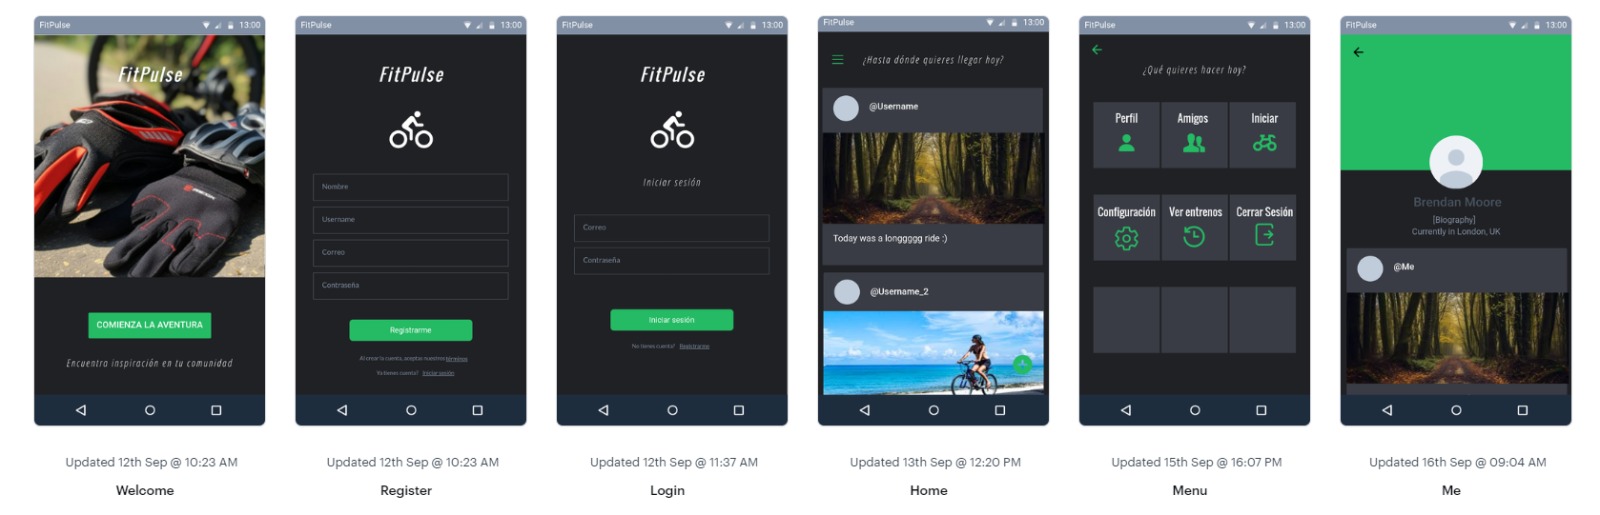 FitPulse 13:00
FitPulse
COMIENZA LA AVENTURA
Encuentra inspiración en tu comunidad
Updated 12th Sep @ 10:23 AM
Welcome
FitPulse 13:00
FitPulse
Nombre
Username
Correo
Contraseña
Registrarme
Al crear la cuenta, aceptas nuestros términos
Ya tienes cuenta? Iniciar sesión
Updated 12th Sep @ 10:23 AM
Register
FitPulse 13:00
FitPulse
Iniciar sesión
Correo
Contraseña
Iniciar sesión
No tienes cuenta? Registrarme
Updated 12th Sep @ 11:37 AM
Login
FitPulse 13:00
¿Hasta dónde quieres llegar hoy?
@Username
Today was a longgggg ride :)
@Username_2
Updated 13th Sep @ 12:20 PM
Home
FitPulse 13:00
¿Qué quieres hacer hoy?
Perfil Amigos Iniciar
Configuración Ver entrenos Cerrar Sesión
Updated 15th Sep @ 16:07 PM
Menu
FitPulse 13:00
Brendan Moore
[Biography]
Currently in London, UK
@Me
Updated 16th Sep @ 09:04 AM
Me